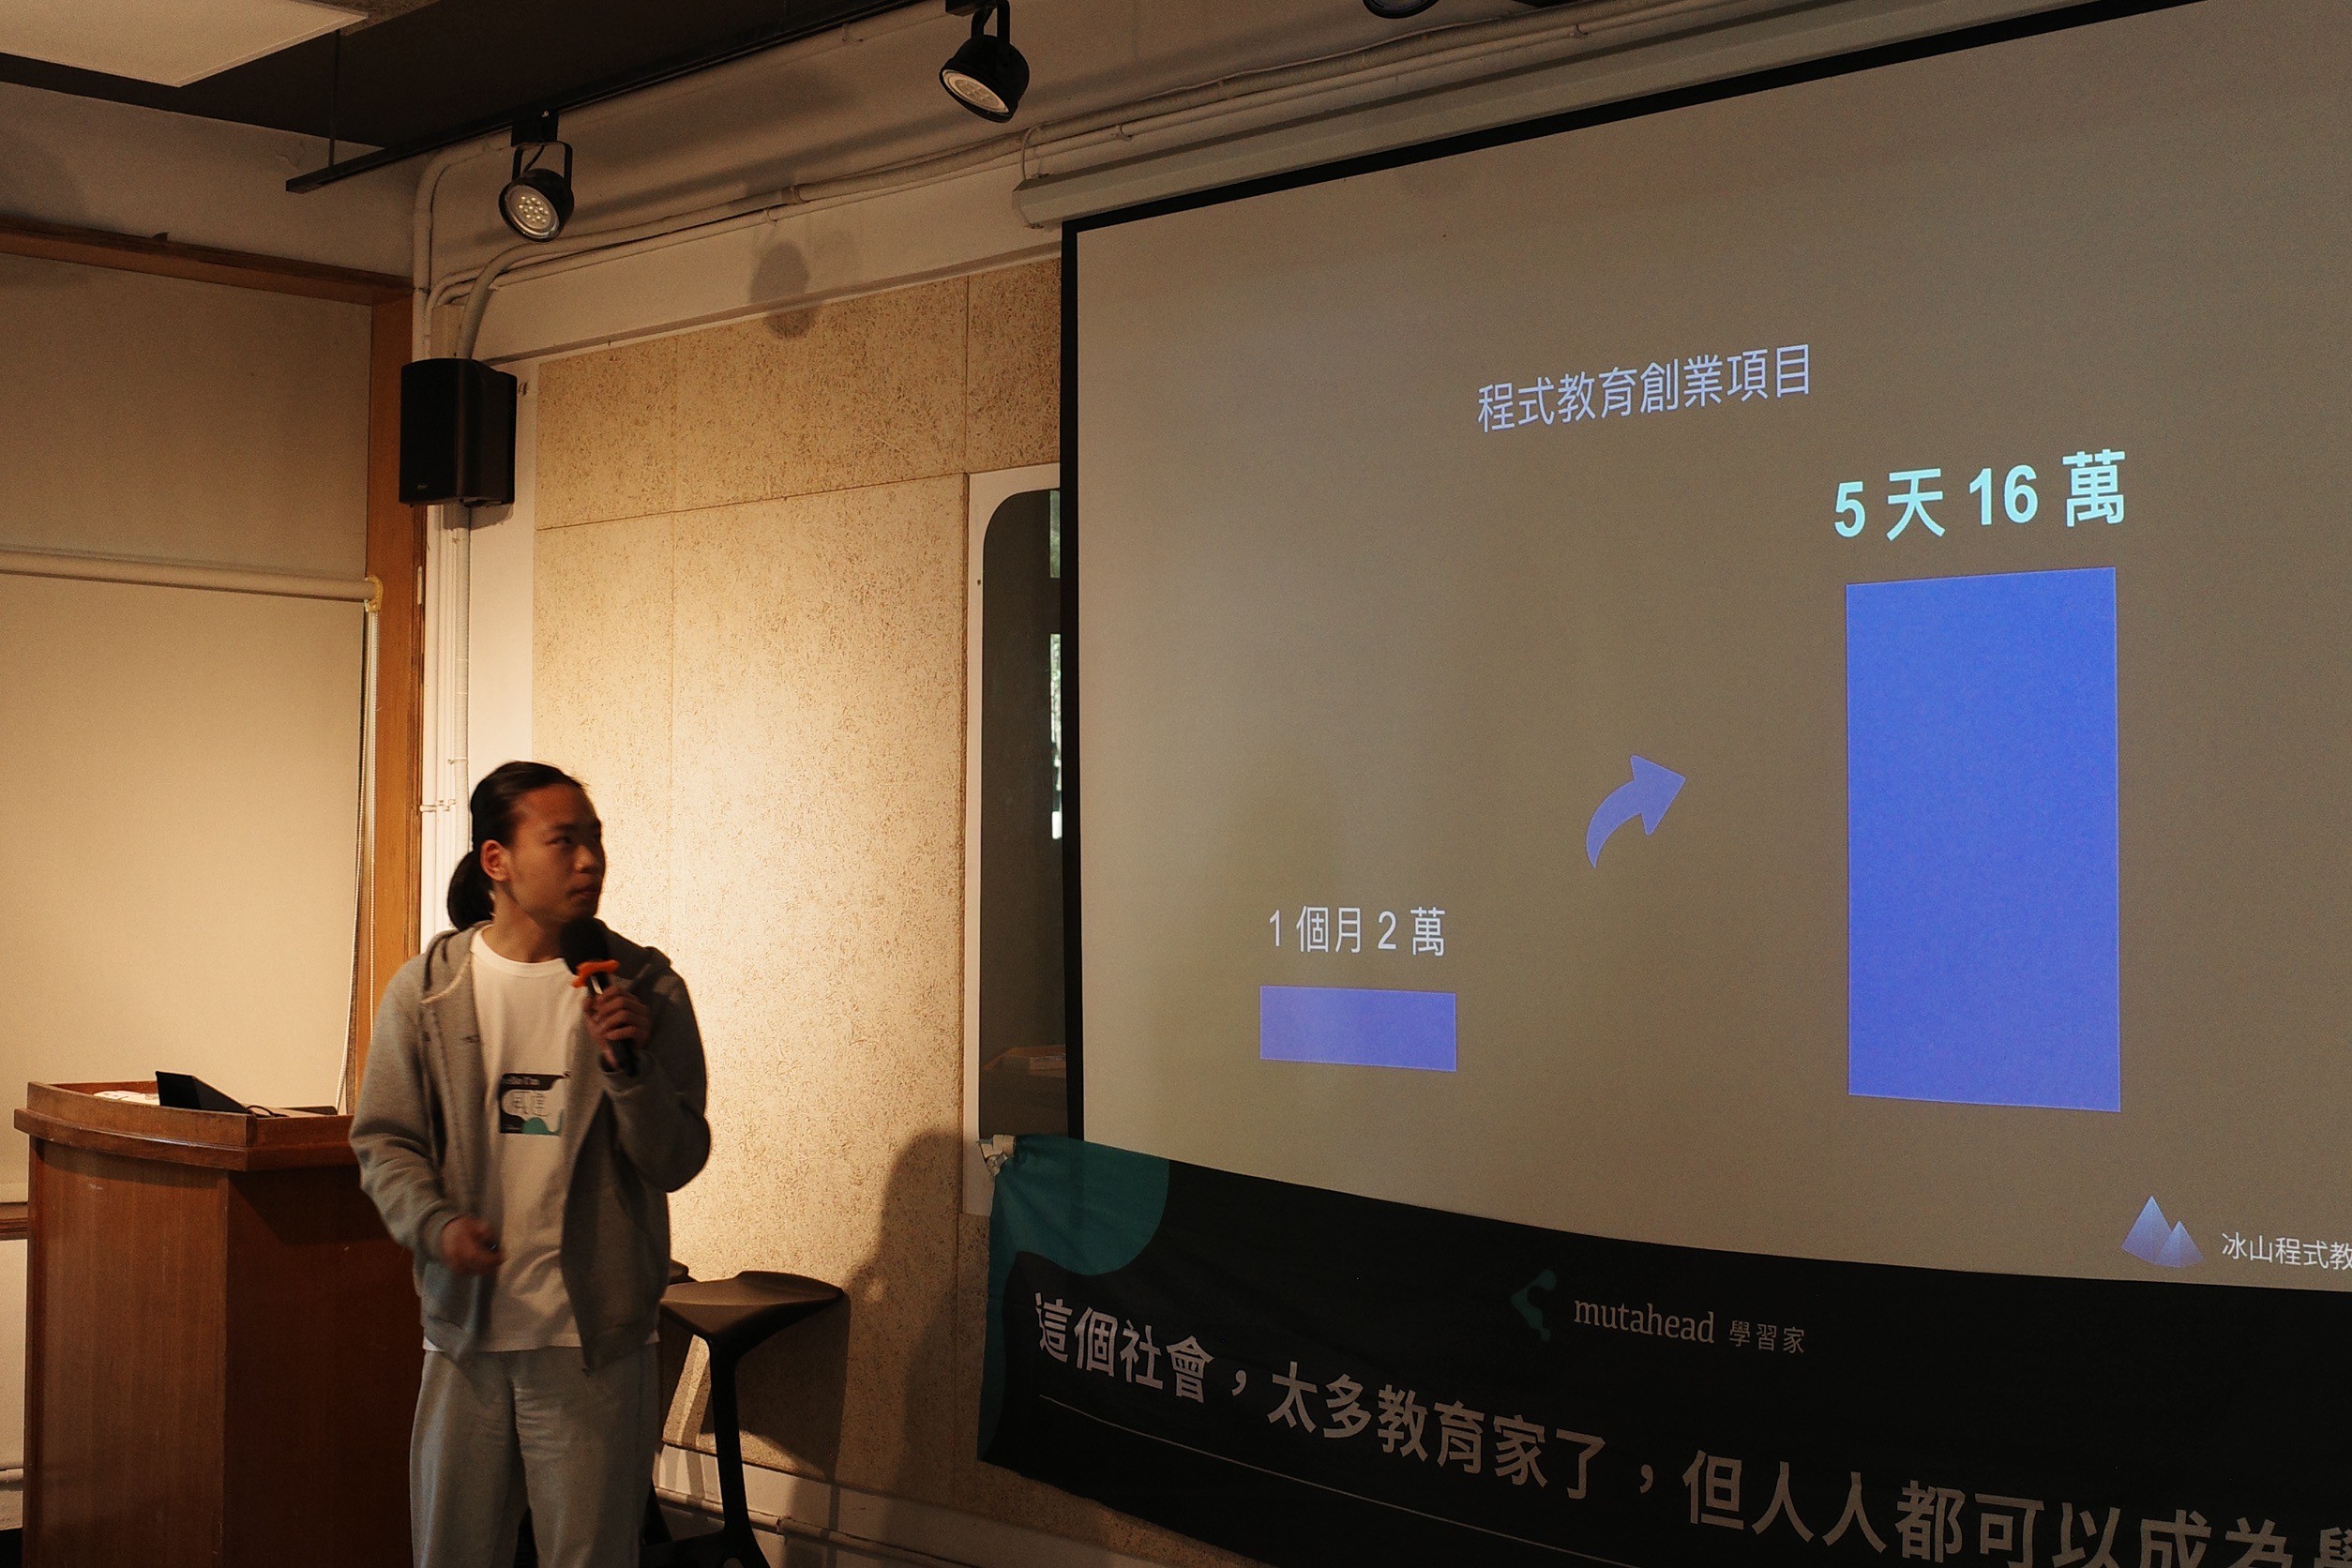 程式教育創業項目
5 天 16 萬
1 個月 2 萬
冰山程式教
mutahead 學習家
這個社會，太多教育家了，但人人都可以成為